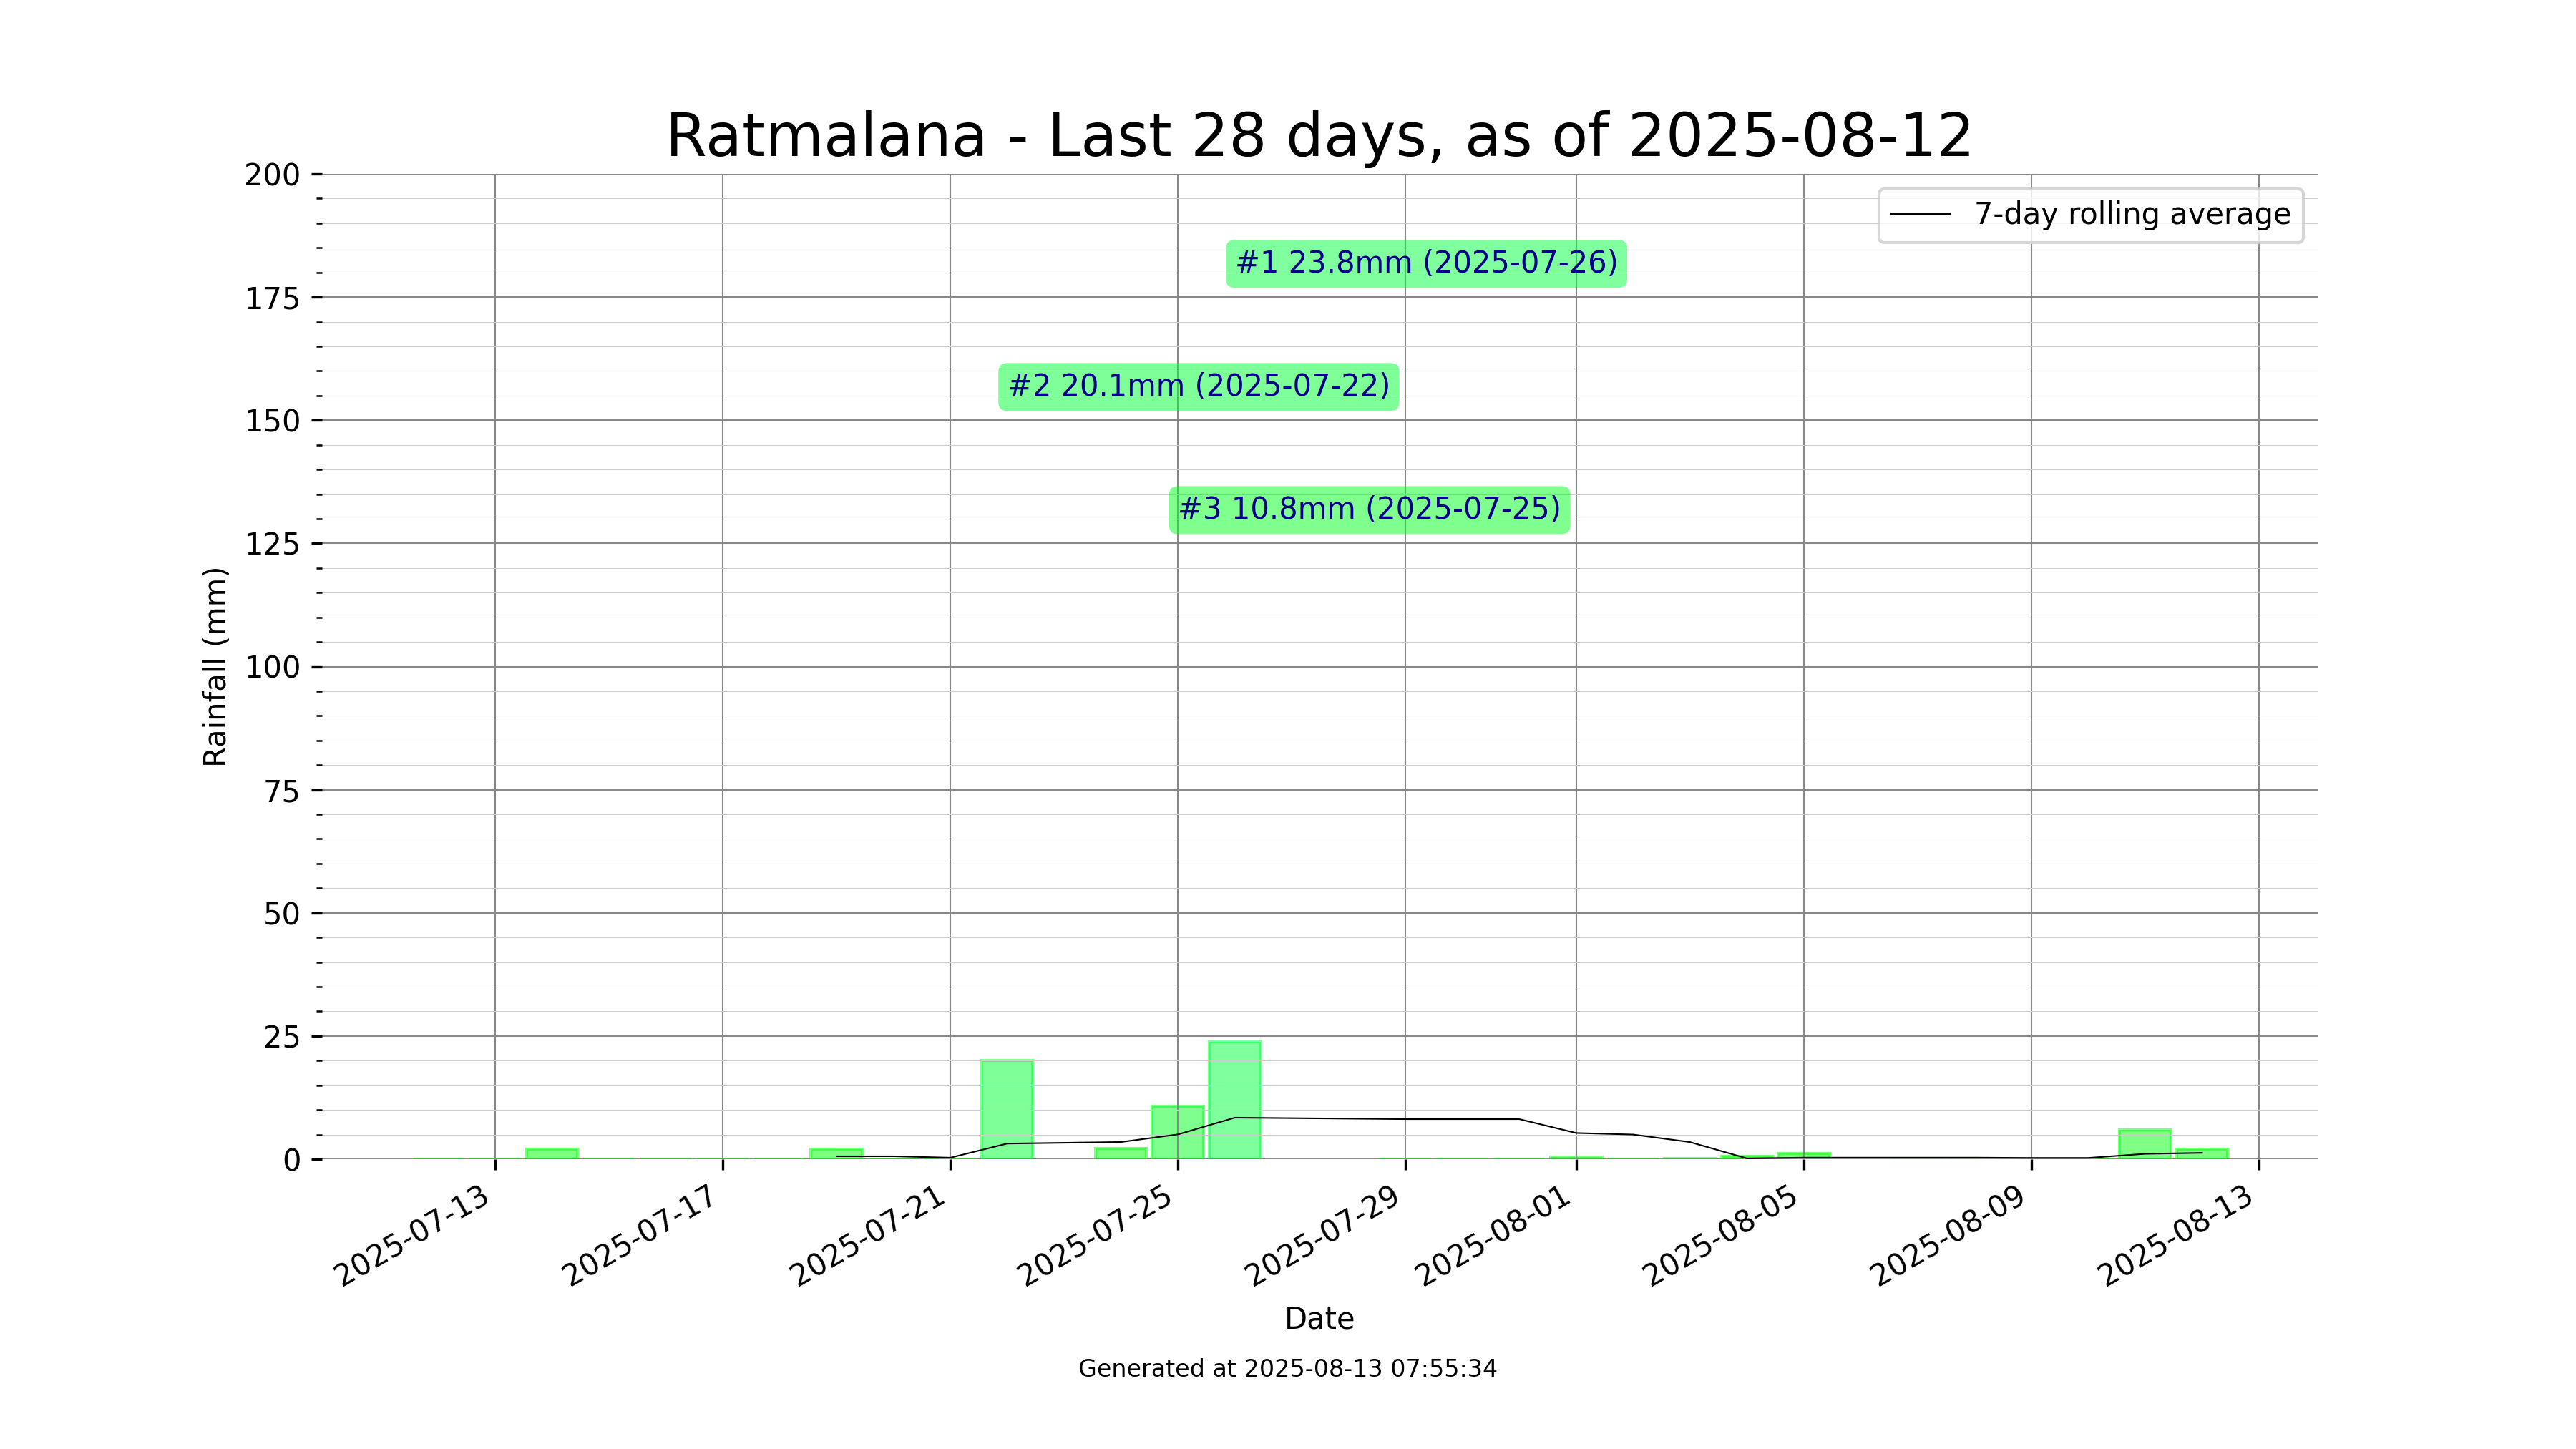 Ratmalana - Last 28 days, as of 2025-08-12
200
175
150
125
100
75
50
25
0
Rainfall (mm)
7-day rolling average
#1 23.8mm (2025-07-26)
#2 20.1mm (2025-07-22)
#3 10.8mm (2025-07-25)
2025-07-13
2025-07-17
2025-07-21
2025-07-25
2025-07-29
2025-08-01
2025-08-05
2025-08-09
2025-08-13
Date
Generated at 2025-08-13 07:55:34